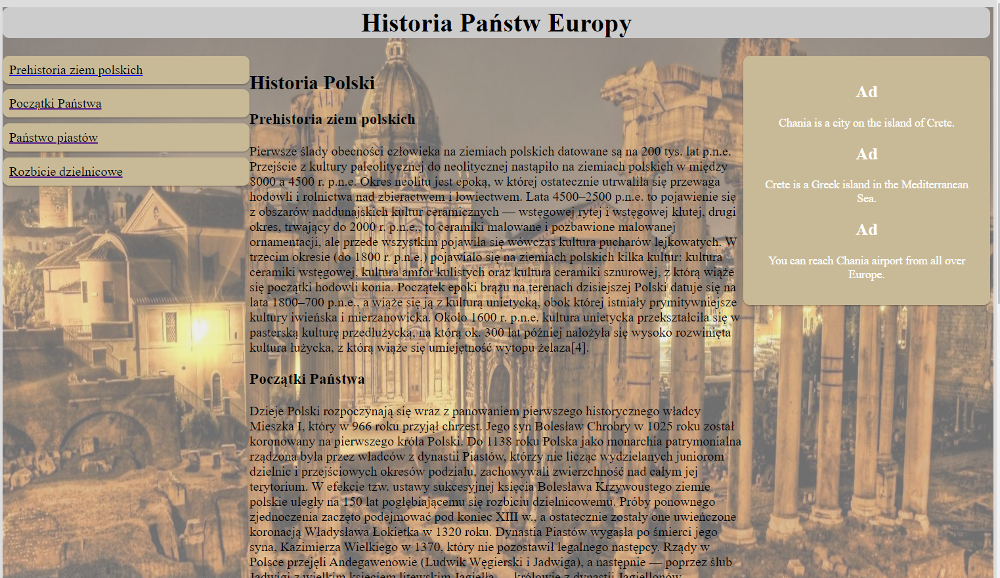 Historia Państw Europy
Prehistoria ziem polskich
Początki Państwa
Państwo piastów
Rozbicie dzielnicowe
Historia Polski
Prehistoria ziem polskich
Pierwsze ślady obecności człowieka na ziemiach polskich datowane są na 200 tys. lat p.n.e.
Przejście z kultury paleolitycznej do neolitycznej nastąpiło na ziemiach polskich w między
8000 a 4500 r. p.n.e. Okres neolitu jest epoką, w której ostatecznie utrwaliła się przewaga
hodowli i rolnictwa nad zbieractwem i łowiectwem. Lata 4500–2500 p.n.e. to pojawienie się
z obszarów naddunajskich kultur ceramicznych — wstęgowej rytej i wstęgowej kłutej, drugi
okres, trwający do 2000 r. p.n.e., to ceramiki malowane i pozbawione malowanej
ornamentacji, ale przede wszystkim pojawiła się wówczas kultura pucharów lejkowatych. W
trzecim okresie (do 1800 r. p.n.e.) pojawiało się na ziemiach polskich kilka kultur: kultura
ceramiki wstęgowej, kultura amfor kulistych oraz kultura ceramiki sznurowej, z którą wiąże
się początki hodowli konia. Początek epoki brązu na terenach dzisiejszej Polski datuje się na
lata 1800–700 p.n.e., a wiąże się ją z kulturą unietycką, obok której istniały prymitywniejsze
kultury iwieńska i mierzanowicka. Około 1600 r. p.n.e. kultura unietycka przekształciła się w
pasterską kulturę przedłużycką, na którą ok. 300 lat później nałożyła się wysoko rozwinięta
kultura łużycka, z którą wiąże się umiejętność wytopu żelaza[4].
Początki Państwa
Dzieje Polski rozpoczynają się wraz z panowaniem pierwszego historycznego władcy
Mieszka I, który w 966 roku przyjął chrzest. Jego syn Bolesław Chrobry w 1025 roku został
koronowany na pierwszego króla Polski. Do 1138 roku Polska jako monarchia patrymonialna
rządzona była przez władców z dynastii Piastów, którzy nie licząc wydzielanych juniorom
dzielnic i przejściowych okresów podziału, zachowywali zwierzchność nad całym jej
terytorium. W efekcie tzw. ustawy sukcesyjnej księcia Bolesława Krzywoustego ziemie
polskie uległy na 150 lat pogłębiającemu się rozbiciu dzielnicowemu. Próby ponownego
zjednoczenia zaczęto podejmować pod koniec XIII w., a ostatecznie zostały one uwieńczone
koronacją Władysława Łokietka w 1320 roku. Dynastia Piastów wygasła po śmierci jego
syna, Kazimierza Wielkiego w 1370, który nie pozostawił legalnego następcy. Rządy w
Polsce przejęli Andegawenowie (Ludwik Węgierski i Jadwiga), a następnie — poprzez ślub
Jadwigi z wielkim księciem litewskim Jagiełłą — królowie z dynastii Jagiellonów
Ad
Chania is a city on the island of Crete.
Ad
Crete is a Greek island in the Mediterranean
Sea.
Ad
You can reach Chania airport from all over
Europe.